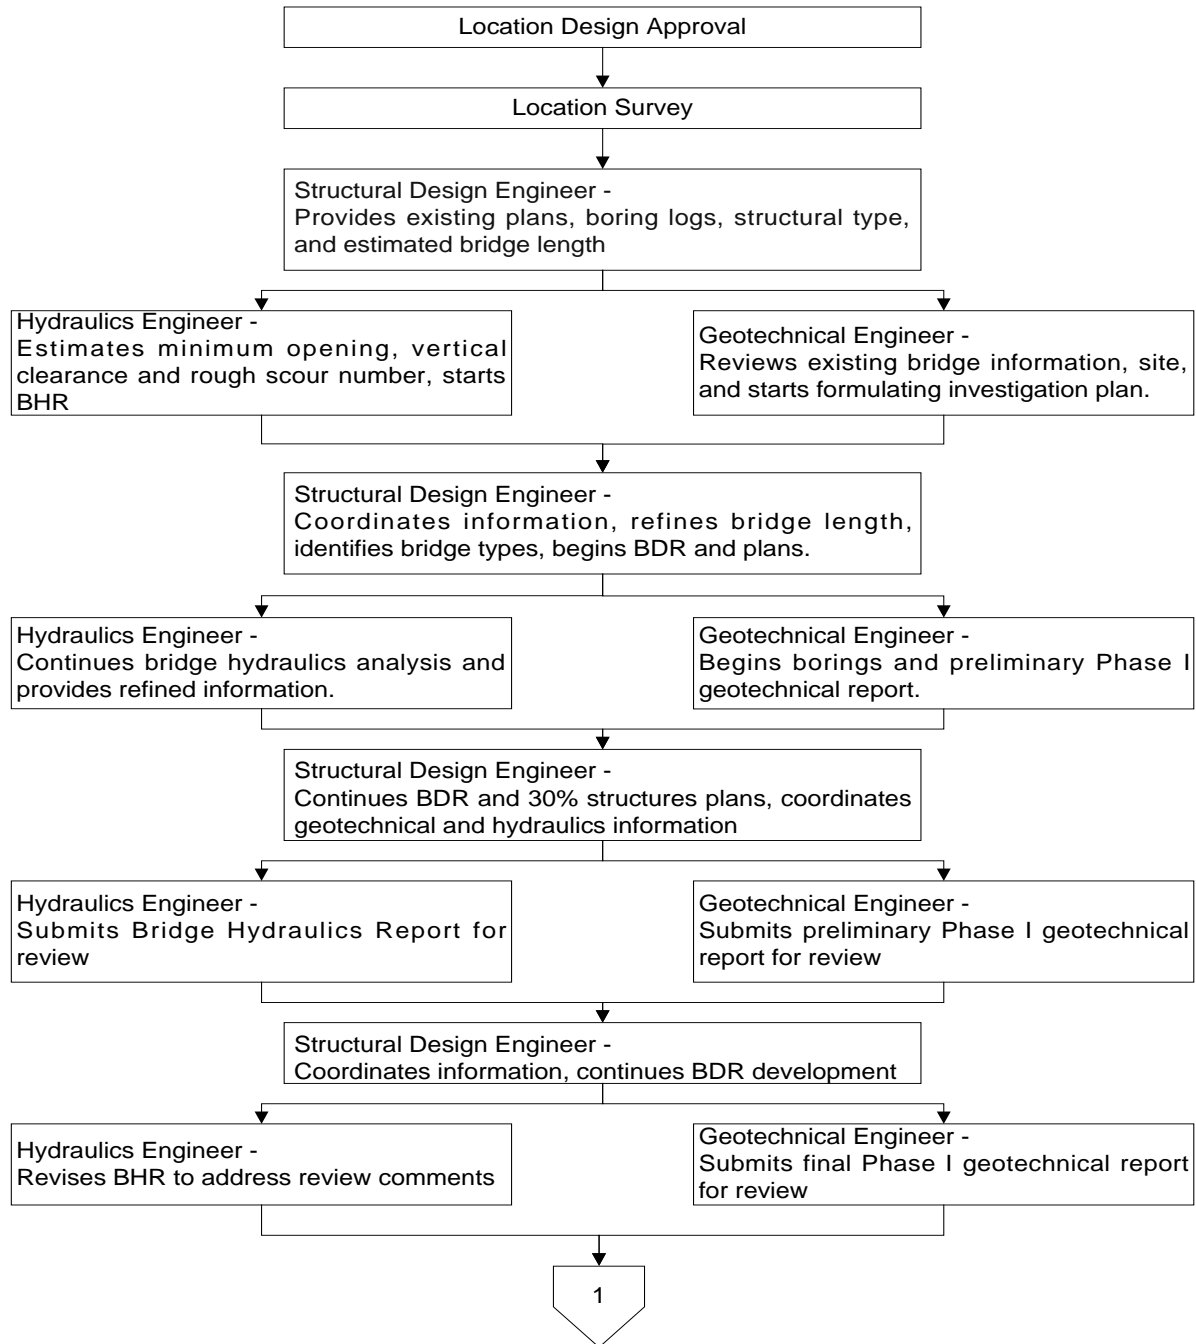 Location Design Approval
Location Survey
Structural Design Engineer -
Provides existing plans, boring logs, structural type,
and estimated bridge length
Hydraulics Engineer -
Estimates minimum opening, vertical
clearance and rough scour number, starts
BHR
Geotechnical Engineer -
Reviews existing bridge information, site,
and starts formulating investigation plan.
Structural Design Engineer -
Coordinates information, refines bridge length,
identifies bridge types, begins BDR and plans.
Hydraulics Engineer -
Continues bridge hydraulics analysis and
provides refined information.
Geotechnical Engineer -
Begins borings and preliminary Phase I
geotechnical report.
Structural Design Engineer -
Continues BDR and 30% structures plans, coordinates
geotechnical and hydraulics information
Hydraulics Engineer -
Submits Bridge Hydraulics Report for
review
Geotechnical Engineer -
Submits preliminary Phase I geotechnical
report for review
Structural Design Engineer -
Coordinates information, continues BDR development
Hydraulics Engineer -
Revises BHR to address review comments
Geotechnical Engineer -
Submits final Phase I geotechnical report
for review
1